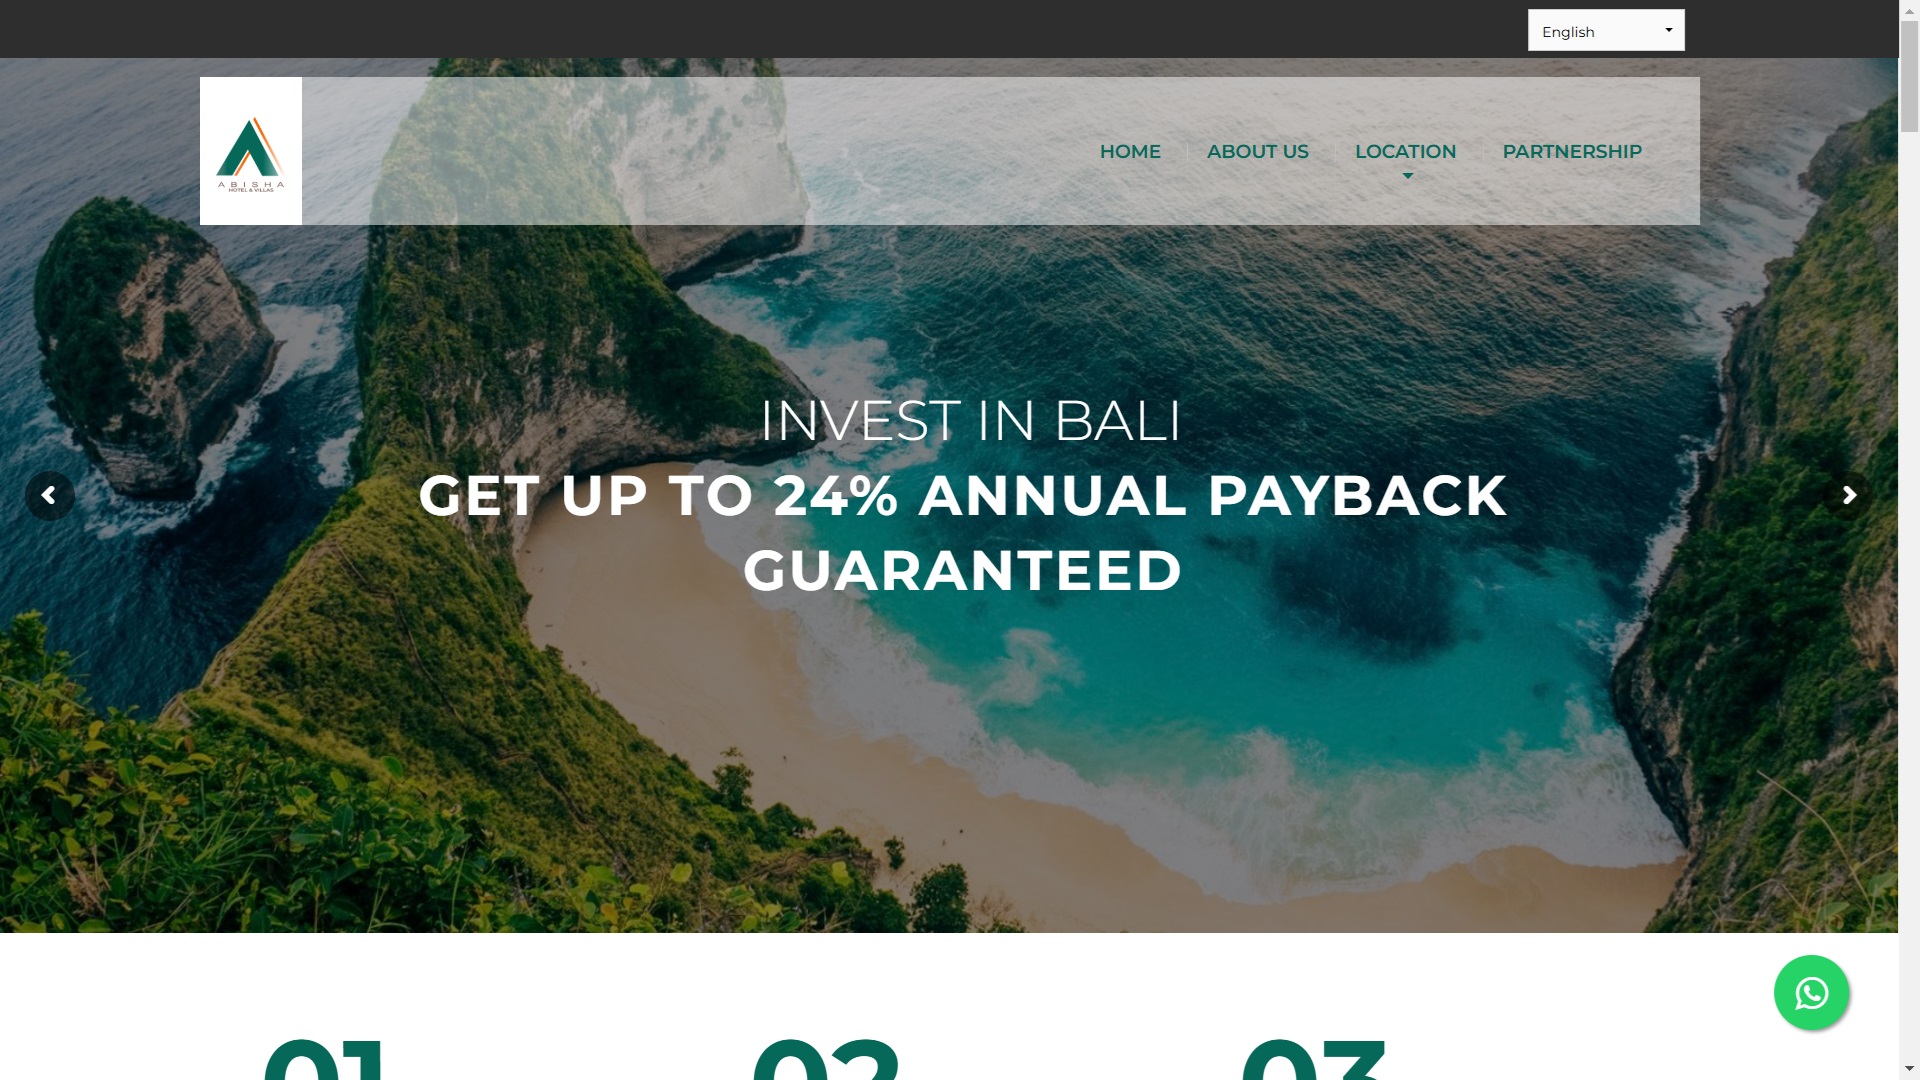 English
ABISHA
HOTEL & VILLAS
HOME
ABOUT US
LOCATION
PARTNERSHIP
INVEST IN BALI
GET UP TO 24% ANNUAL PAYBACK
GUARANTEED
01
02
03